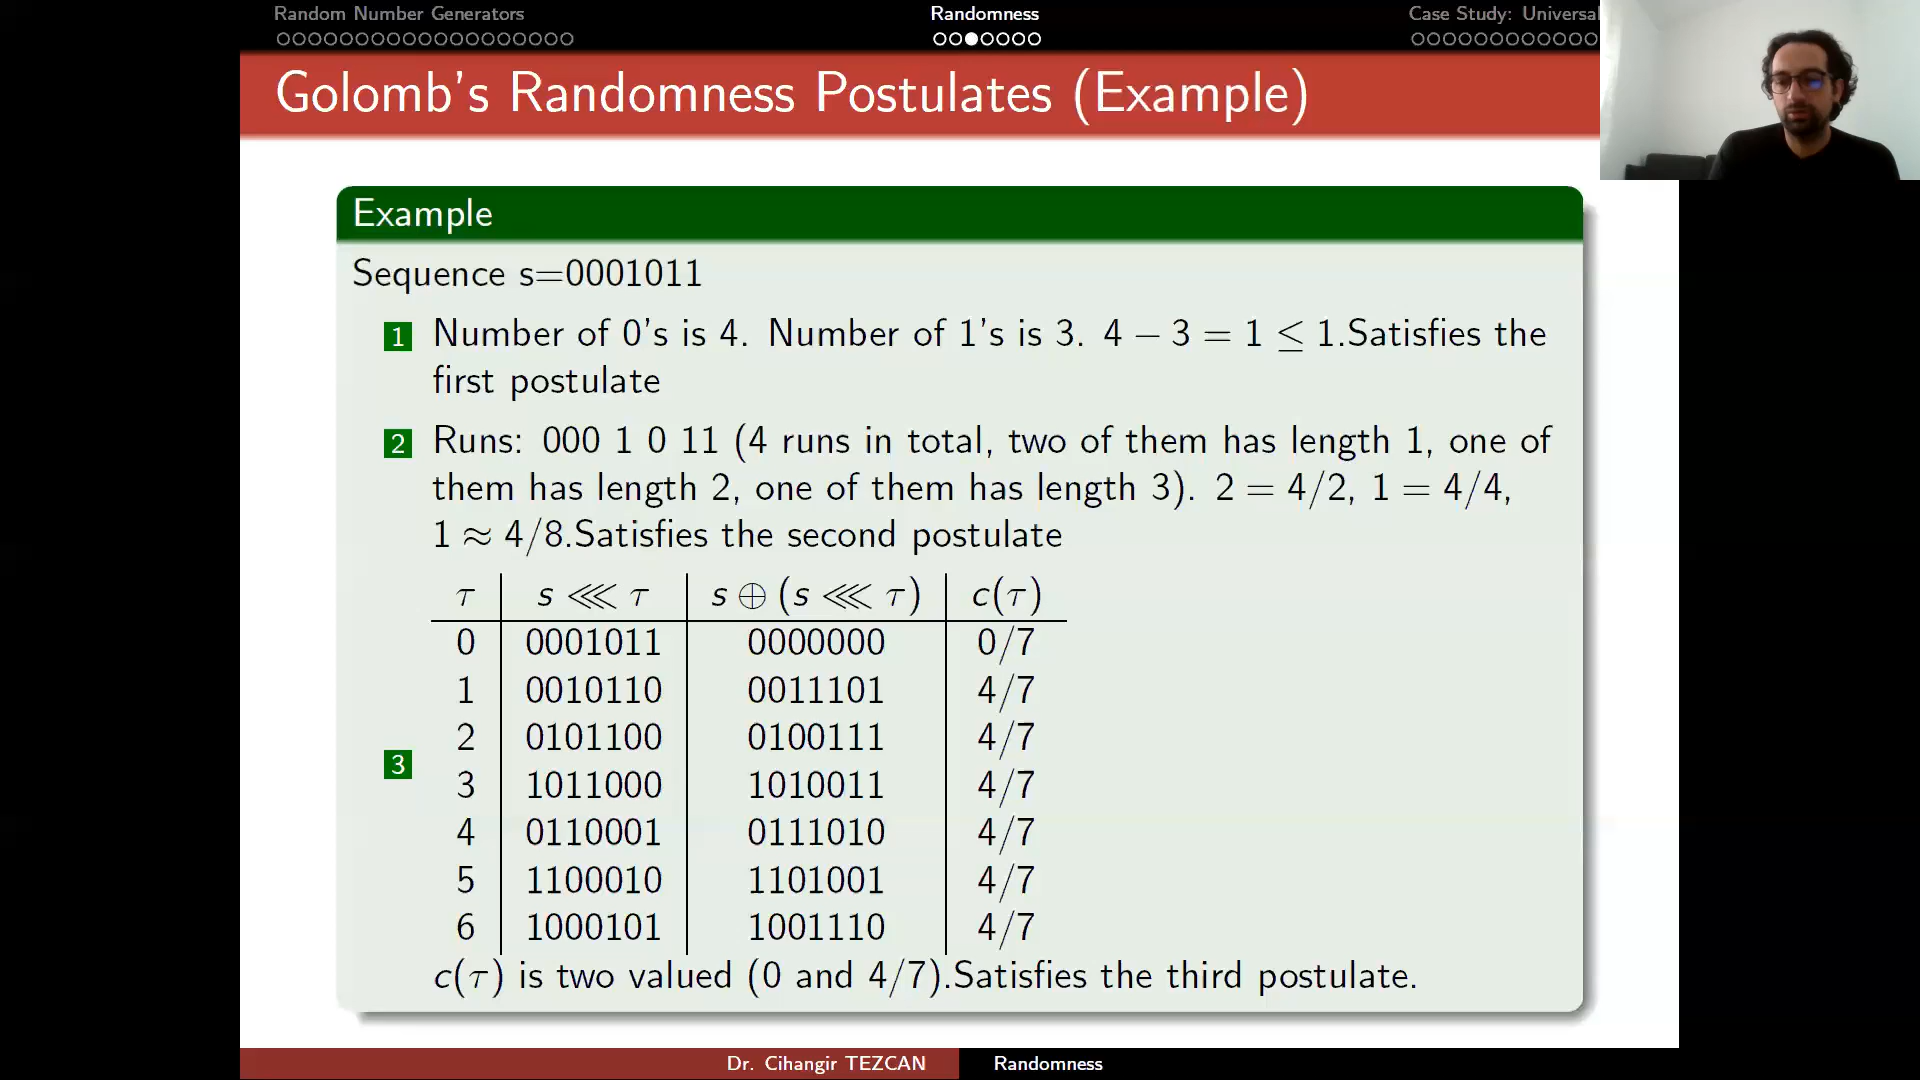 Random Number Generators Randomness Case Study: Universal
Golomb's Randomness Postulates (Example)
Example
Sequence s=0001011
1 Number of 0's is 4. Number of 1's is 3. 4 − 3 = 1 ≤ 1.Satisfies the
first postulate
2 Runs: 000 1 0 11 (4 runs in total, two of them has length 1, one of
them has length 2, one of them has length 3). 2 = 4/2, 1 = 4/4,
1 ≈ 4/8.Satisfies the second postulate
τ s ⋘ τ s ⊕ (s ⋘ τ) c(τ)
0 0001011 0000000 0/7
1 0010110 0011101 4/7
2 0101100 0100111 4/7
3
3 1011000 1010011 4/7
4 0110001 0111010 4/7
5 1100010 1101001 4/7
6 1000101 1001110 4/7
c(τ) is two valued (0 and 4/7).Satisfies the third postulate.
Dr. Cihangir TEZCAN Randomness